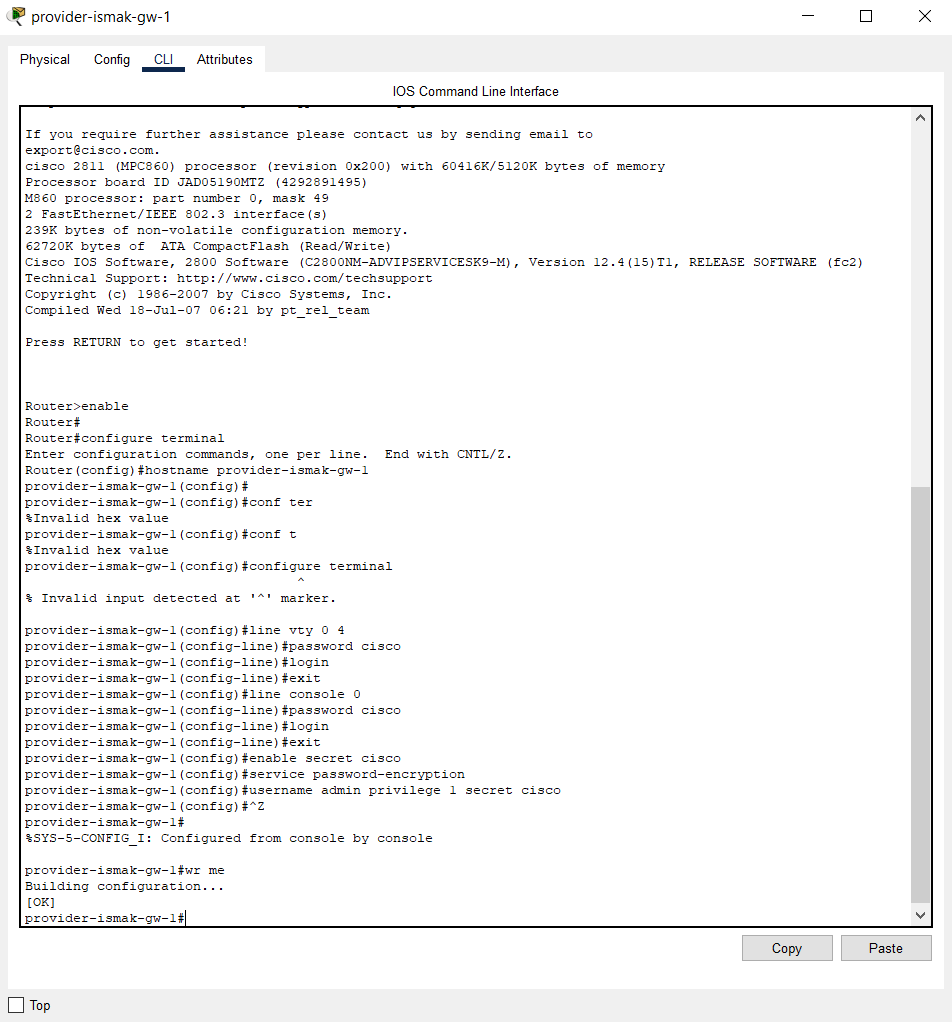 provider-ismak-gw-1
Physical Config CLI Attributes
IOS Command Line Interface
If you require further assistance please contact us by sending email to
export@cisco.com.
cisco 2811 (MPC860) processor (revision 0x200) with 60416K/5120K bytes of memory
Processor board ID JAD05190MTZ (4292891495)
M860 processor: part number 0, mask 49
2 FastEthernet/IEEE 802.3 interface(s)
239K bytes of non-volatile configuration memory.
62720K bytes of  ATA CompactFlash (Read/Write)
Cisco IOS Software, 2800 Software (C2800NM-ADVIPSERVICESK9-M), Version 12.4(15)T1, RELEASE SOFTWARE (fc2)
Technical Support: http://www.cisco.com/techsupport
Copyright (c) 1986-2007 by Cisco Systems, Inc.
Compiled Wed 18-Jul-07 06:21 by pt_rel_team
Press RETURN to get started!
Router>enable
Router#
Router#configure terminal
Enter configuration commands, one per line.  End with CNTL/Z.
Router(config)#hostname provider-ismak-gw-1
provider-ismak-gw-1(config)#
provider-ismak-gw-1(config)#conf ter
%Invalid hex value
provider-ismak-gw-1(config)#conf t
%Invalid hex value
provider-ismak-gw-1(config)#configure terminal
^
% Invalid input detected at '^' marker.
provider-ismak-gw-1(config)#line vty 0 4
provider-ismak-gw-1(config-line)#password cisco
provider-ismak-gw-1(config-line)#login
provider-ismak-gw-1(config-line)#exit
provider-ismak-gw-1(config)#line console 0
provider-ismak-gw-1(config-line)#password cisco
provider-ismak-gw-1(config-line)#login
provider-ismak-gw-1(config-line)#exit
provider-ismak-gw-1(config)#enable secret cisco
provider-ismak-gw-1(config)#service password-encryption
provider-ismak-gw-1(config)#username admin privilege 1 secret cisco
provider-ismak-gw-1(config)#^Z
provider-ismak-gw-1#
%SYS-5-CONFIG_I: Configured from console by console
provider-ismak-gw-1#wr me
Building configuration...
[OK]
provider-ismak-gw-1#
Copy Paste
Top